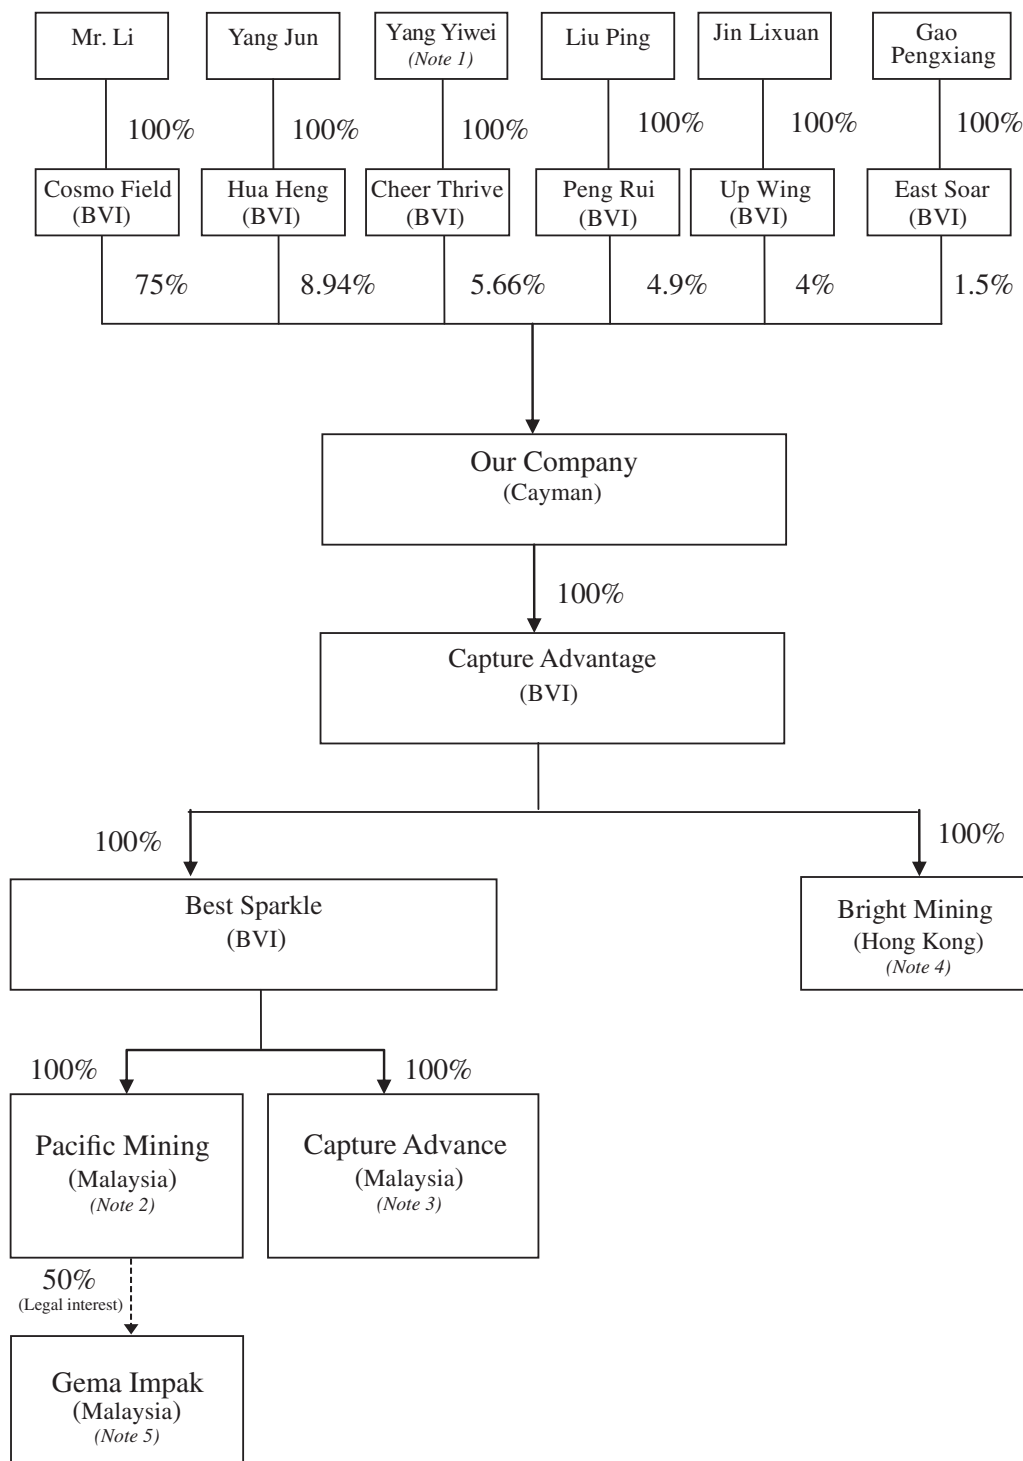 Mr. Li
Yang Jun
Yang Yiwei
(Note 1)
Liu Ping
Jin Lixuan
Gao
Pengxiang
100%
100%
100%
100%
100%
100%
Cosmo Field
(BVI)
Hua Heng
(BVI)
Cheer Thrive
(BVI)
Peng Rui
(BVI)
Up Wing
(BVI)
East Soar
(BVI)
75%
8.94%
5.66%
4.9%
4%
1.5%
Our Company
(Cayman)
100%
Capture Advantage
(BVI)
100%
100%
Best Sparkle
(BVI)
Bright Mining
(Hong Kong)
(Note 4)
100%
100%
Pacific Mining
(Malaysia)
(Note 2)
Capture Advance
(Malaysia)
(Note 3)
50%
(Legal interest)
Gema Impak
(Malaysia)
(Note 5)